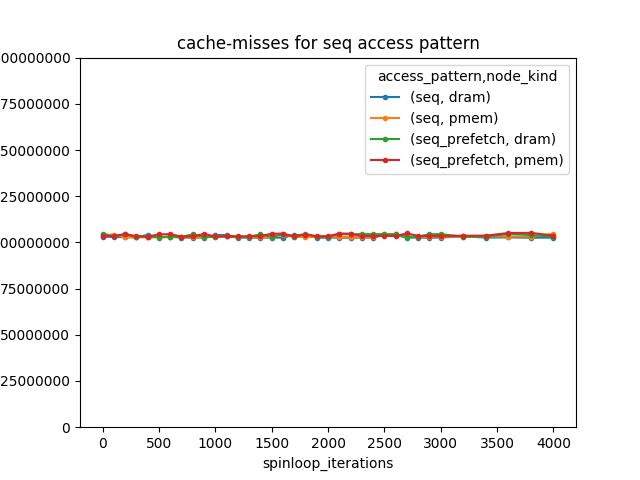 cache-misses for seq access pattern
access_pattern,node_kind
(seq, dram)
(seq, pmem)
(seq_prefetch, dram)
(seq_prefetch, pmem)
00000000
75000000
50000000
25000000
00000000
75000000
50000000
25000000
0
0 500 1000 1500 2000 2500 3000 3500 4000
spinloop_iterations